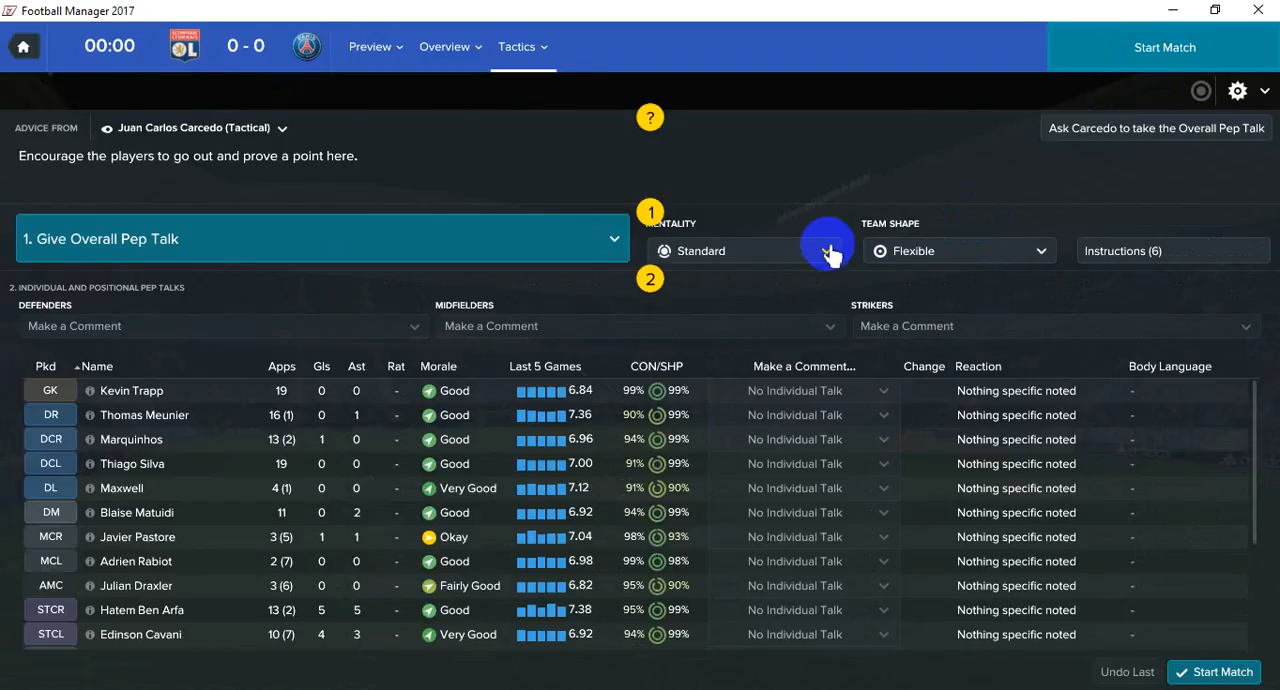 Football Manager 2017
00:00 0 - 0 Preview Overview Tactics Start Match
ADVICE FROM Juan Carlos Carcedo (Tactical) ? Ask Carcedo to take the Overall Pep Talk
Encourage the players to go out and prove a point here.
1 MENTALITY TEAM SHAPE
1. Give Overall Pep Talk Standard Flexible Instructions (6)
2
2. INDIVIDUAL AND POSITIONAL PEP TALKS
DEFENDERS MIDFIELDERS STRIKERS
Make a Comment Make a Comment Make a Comment
Pkd Name Apps Gls Ast Rat Morale Last 5 Games CON/SHP Make a Comment... Change Reaction Body Language
GK Kevin Trapp 19 0 0 - Good 6.84 99% 99% No Individual Talk Nothing specific noted -
DR Thomas Meunier 16 (1) 0 1 - Good 7.36 90% 99% No Individual Talk Nothing specific noted -
DCR Marquinhos 13 (2) 1 0 - Good 6.96 94% 99% No Individual Talk Nothing specific noted -
DCL Thiago Silva 19 0 0 - Good 7.00 91% 99% No Individual Talk Nothing specific noted -
DL Maxwell 4 (1) 0 0 - Very Good 7.12 91% 90% No Individual Talk Nothing specific noted -
DM Blaise Matuidi 11 0 2 - Good 6.92 94% 99% No Individual Talk Nothing specific noted -
MCR Javier Pastore 3 (5) 1 1 - Okay 7.04 98% 93% No Individual Talk Nothing specific noted -
MCL Adrien Rabiot 2 (7) 0 0 - Good 6.98 99% 98% No Individual Talk Nothing specific noted -
AMC Julian Draxler 3 (6) 0 0 - Fairly Good 6.82 95% 90% No Individual Talk Nothing specific noted -
STCR Hatem Ben Arfa 13 (2) 5 5 - Good 7.38 95% 99% No Individual Talk Nothing specific noted -
STCL Edinson Cavani 10 (7) 4 3 - Very Good 6.92 94% 99% No Individual Talk Nothing specific noted -
Undo Last Start Match